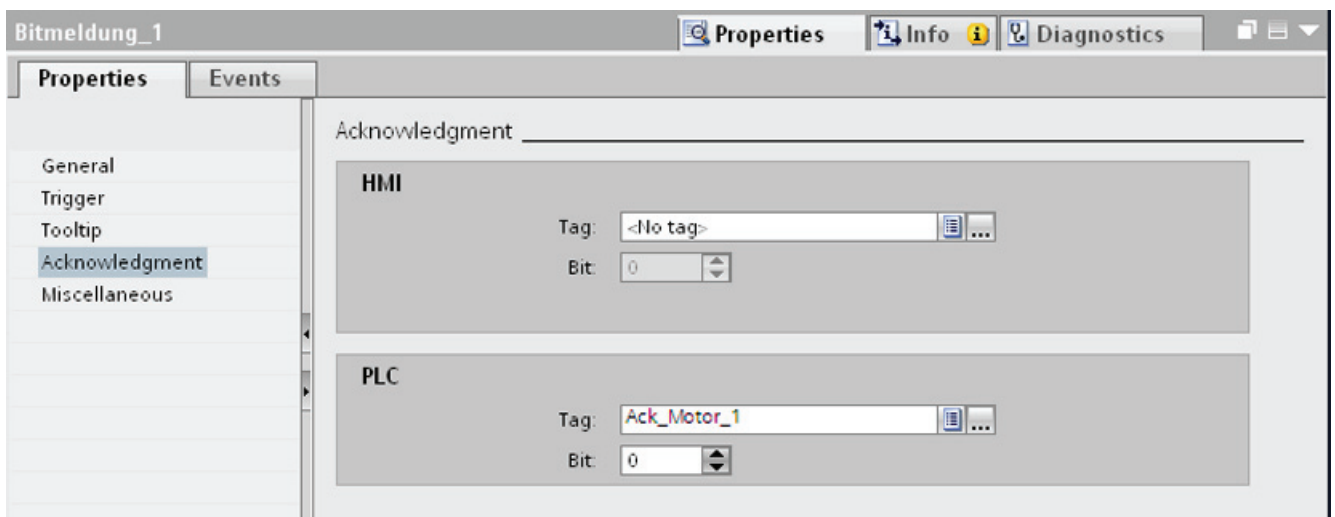 Bitmeldung_1
Properties
Info
Diagnostics
Properties
Events
General
Trigger
Tooltip
Acknowledgment
Miscellaneous
Acknowledgment
HMI
Tag: <No tag> ...
Bit: 0
PLC
Tag: Ack_Motor_1 ...
Bit: 0